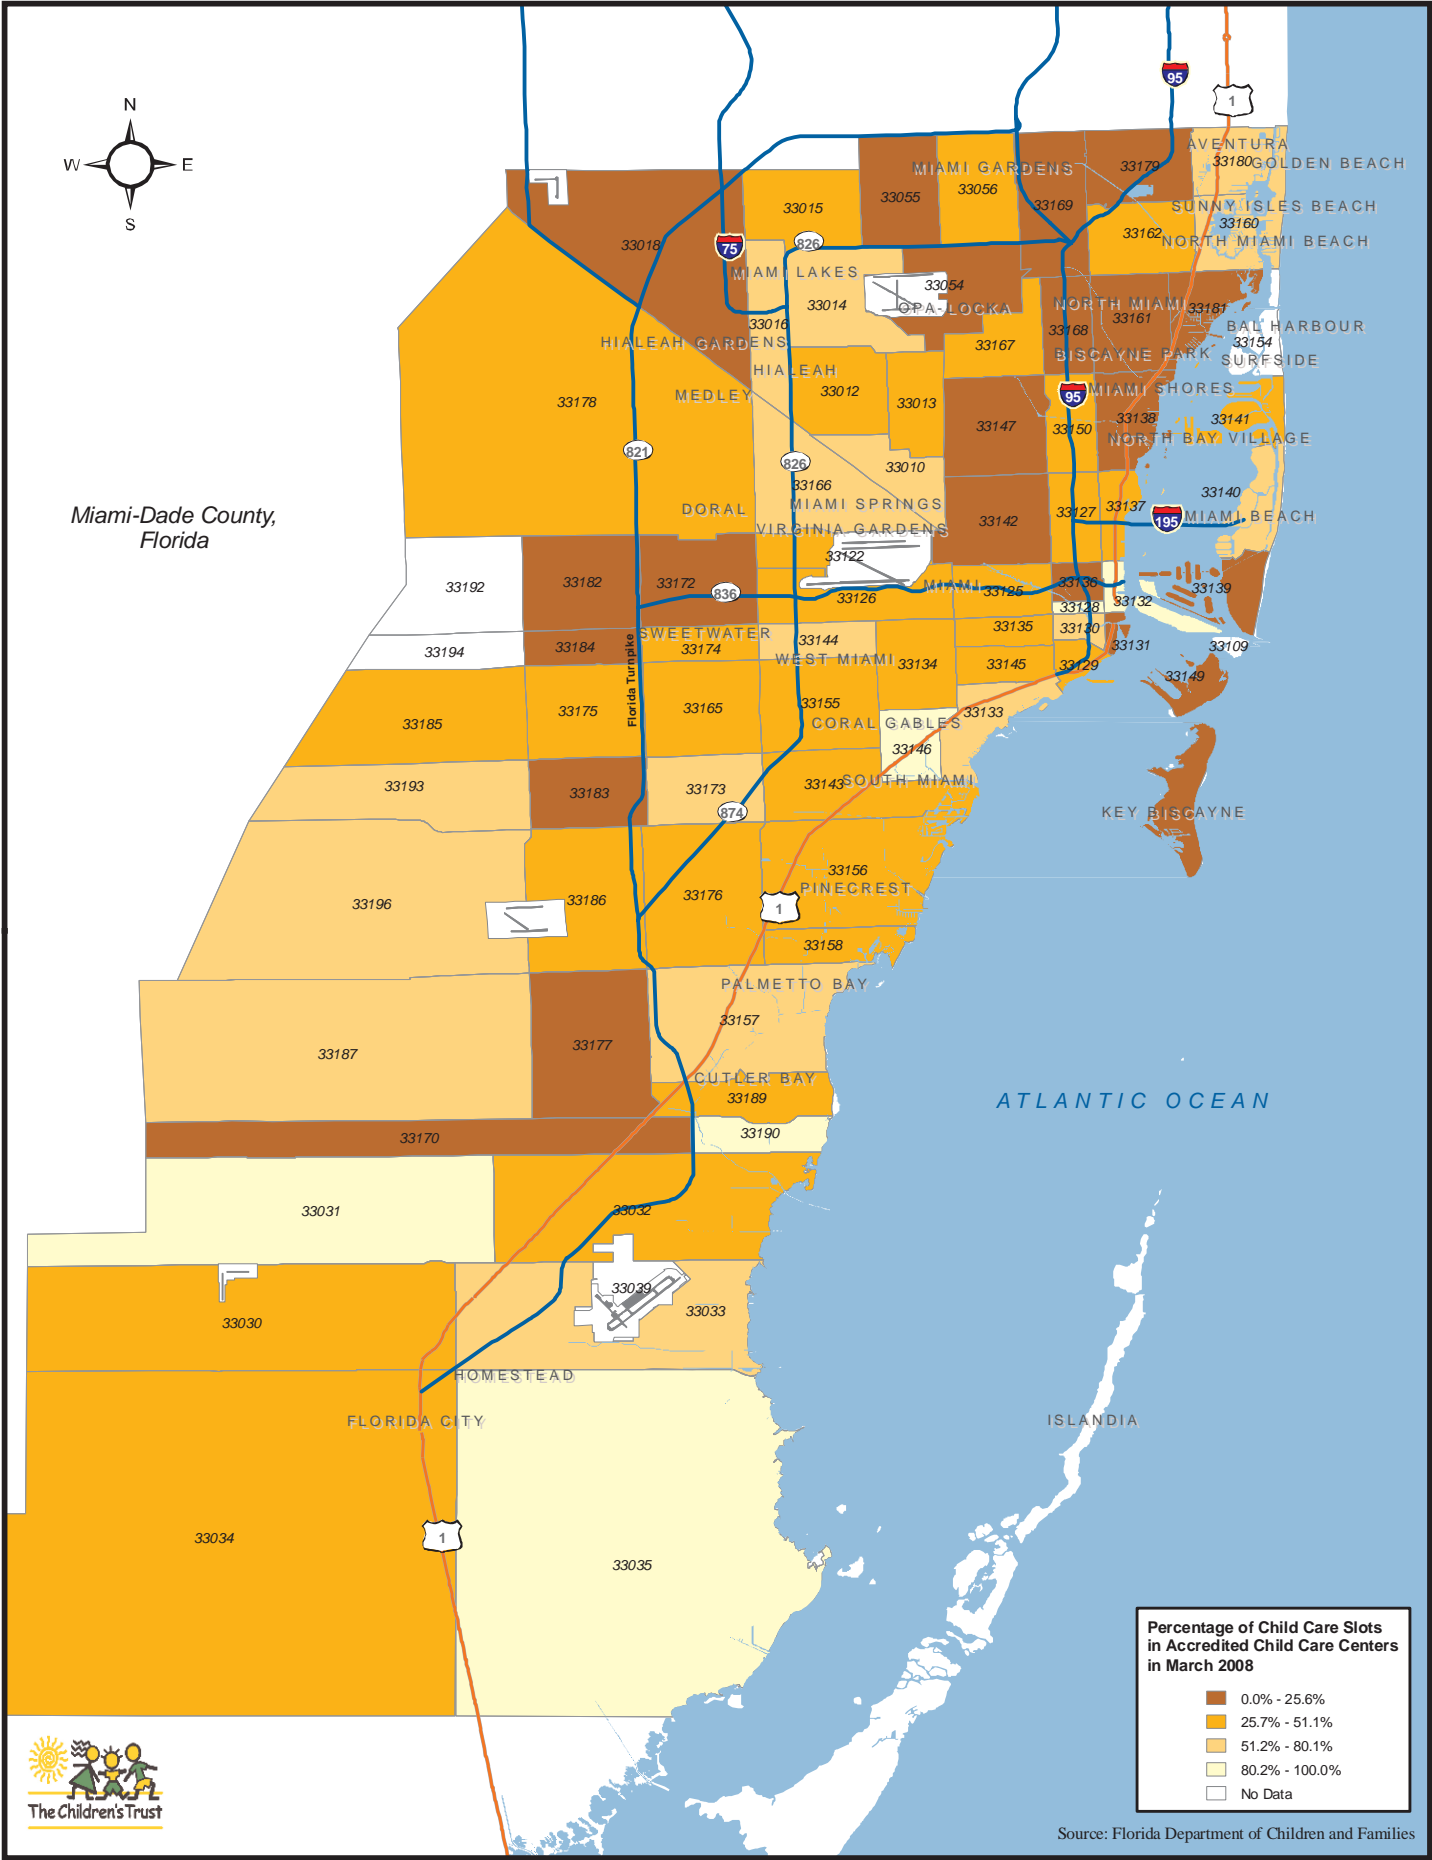 N
W E
S
95
1
AVENTURA
MIAMI GARDENS
33179
33180
GOLDEN BEACH
33056
33055
33169
33015
SUNNY ISLES BEACH
33160
33162
NORTH MIAMI BEACH
33018
75
826
MIAMI LAKES
33054
33014
OPA-LOCKA
NORTH MIAMI
33181
33016
33168
33161
BAL HARBOUR
33154
HIALEAH GARDENS
33167
BISCAYNE PARK
SURFSIDE
HIALEAH
MEDLEY
33012
95
MIAMI SHORES
33178
33013
33147
33150
33138
33141
NORTH BAY VILLAGE
821
826
33010
33166
33140
DORAL
MIAMI SPRINGS
33127
33137
195
MIAMI BEACH
Miami-Dade County,
Florida
VIRGINIA GARDENS
33142
33122
33192
33182
33172
836
33126
MIAMI
33125
33136
33139
33128
33132
SWEETWATER
33144
33135
33130
33194
33184
33174
WEST MIAMI
33134
33145
33129
33131
33109
Florida Turnpike
33149
33185
33175
33165
33155
CORAL GABLES
33133
33146
33193
33183
33173
33143
SOUTH MIAMI
874
KEY BISCAYNE
33196
33186
33176
33156
PINECREST
1
33158
PALMETTO BAY
33157
33187
33177
CUTLER BAY
33189
ATLANTIC OCEAN
33170
33190
33031
33032
33039
33033
33030
HOMESTEAD
FLORIDA CITY
ISLANDIA
33034
1
33035
Percentage of Child Care Slots
in Accredited Child Care Centers
in March 2008
0.0% - 25.6%
25.7% - 51.1%
51.2% - 80.1%
80.2% - 100.0%
No Data
The Children's Trust
Source: Florida Department of Children and Families